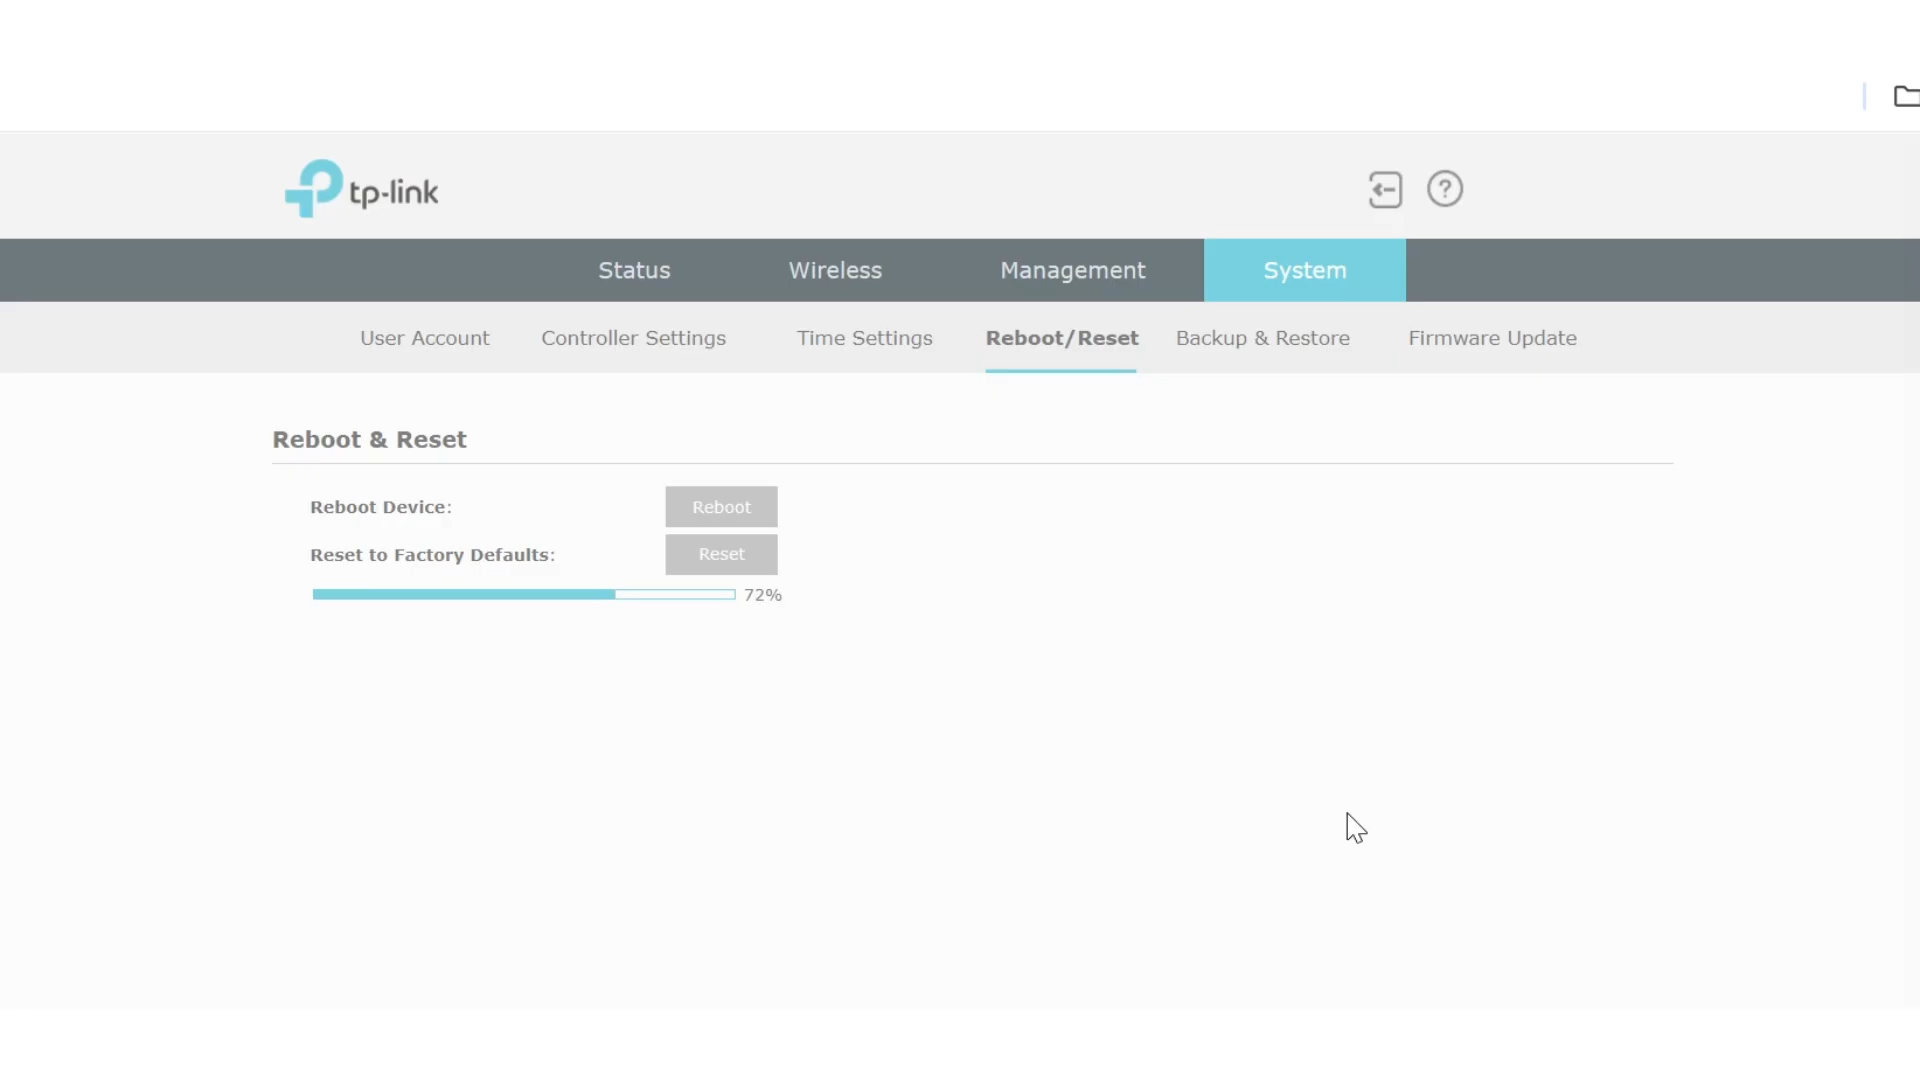 tp-link
?
Status Wireless Management System
User Account Controller Settings Time Settings Reboot/Reset Backup & Restore Firmware Update
Reboot & Reset
Reboot Device: Reboot
Reset to Factory Defaults: Reset
72%